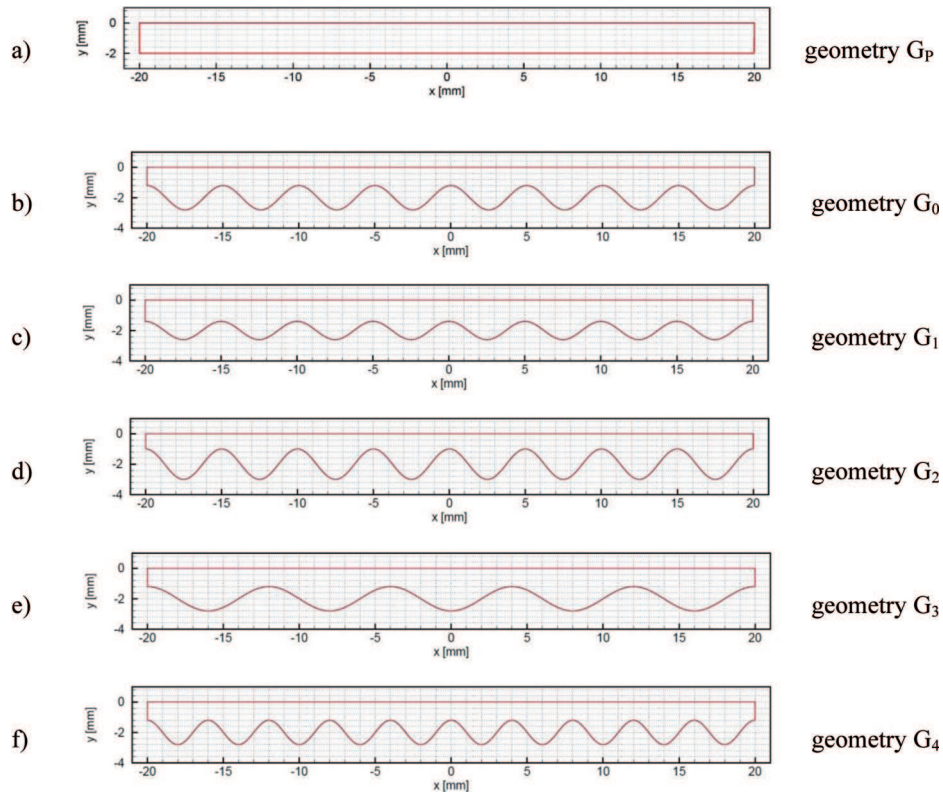 a)
y [mm]
0
-2
-20 -15 -10 -5 0 5 10 15 20
x [mm]
geometry G_P
b)
y [mm]
0
-2
-4
-20 -15 -10 -5 0 5 10 15 20
x [mm]
geometry G_0
c)
y [mm]
0
-2
-4
-20 -15 -10 -5 0 5 10 15 20
x [mm]
geometry G_1
d)
y [mm]
0
-2
-4
-20 -15 -10 -5 0 5 10 15 20
x [mm]
geometry G_2
e)
y [mm]
0
-2
-4
-20 -15 -10 -5 0 5 10 15 20
x [mm]
geometry G_3
f)
y [mm]
0
-2
-4
-20 -15 -10 -5 0 5 10 15 20
x [mm]
geometry G_4